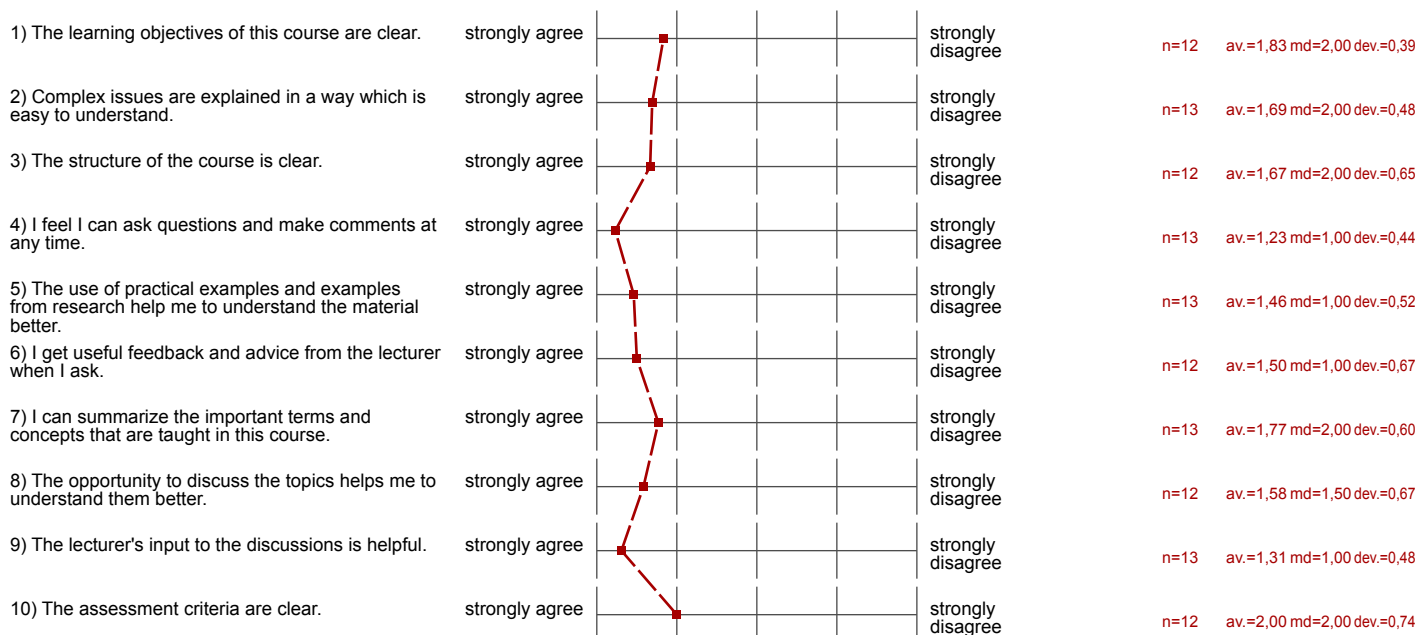 1) The learning objectives of this course are clear. strongly agree strongly
disagree n=12 av.=1,83 md=2,00 dev.=0,39
2) Complex issues are explained in a way which is
easy to understand. strongly agree strongly
disagree n=13 av.=1,69 md=2,00 dev.=0,48
3) The structure of the course is clear. strongly agree strongly
disagree n=12 av.=1,67 md=2,00 dev.=0,65
4) I feel I can ask questions and make comments at
any time. strongly agree strongly
disagree n=13 av.=1,23 md=1,00 dev.=0,44
5) The use of practical examples and examples
from research help me to understand the material
better. strongly agree strongly
disagree n=13 av.=1,46 md=1,00 dev.=0,52
6) I get useful feedback and advice from the lecturer
when I ask. strongly agree strongly
disagree n=12 av.=1,50 md=1,00 dev.=0,67
7) I can summarize the important terms and
concepts that are taught in this course. strongly agree strongly
disagree n=13 av.=1,77 md=2,00 dev.=0,60
8) The opportunity to discuss the topics helps me to
understand them better. strongly agree strongly
disagree n=12 av.=1,58 md=1,50 dev.=0,67
9) The lecturer's input to the discussions is helpful. strongly agree strongly
disagree n=13 av.=1,31 md=1,00 dev.=0,48
10) The assessment criteria are clear. strongly agree strongly
disagree n=12 av.=2,00 md=2,00 dev.=0,74